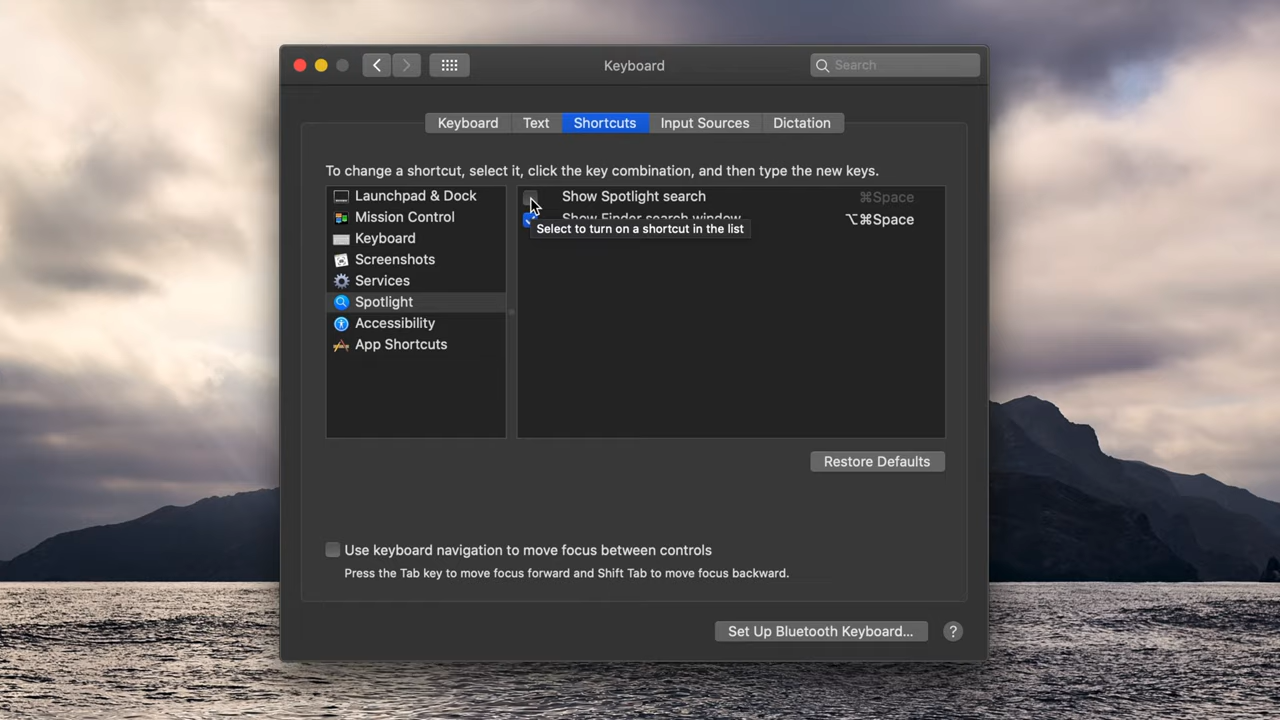 Keyboard
Search
Keyboard
Text
Shortcuts
Input Sources
Dictation
To change a shortcut, select it, click the key combination, and then type the new keys.
Launchpad & Dock
Mission Control
Keyboard
Screenshots
Services
Spotlight
Accessibility
App Shortcuts
Show Spotlight search
⌘Space
Show Finder search window
⌥⌘Space
Select to turn on a shortcut in the list
Restore Defaults
Use keyboard navigation to move focus between controls
Press the Tab key to move focus forward and Shift Tab to move focus backward.
Set Up Bluetooth Keyboard...
?